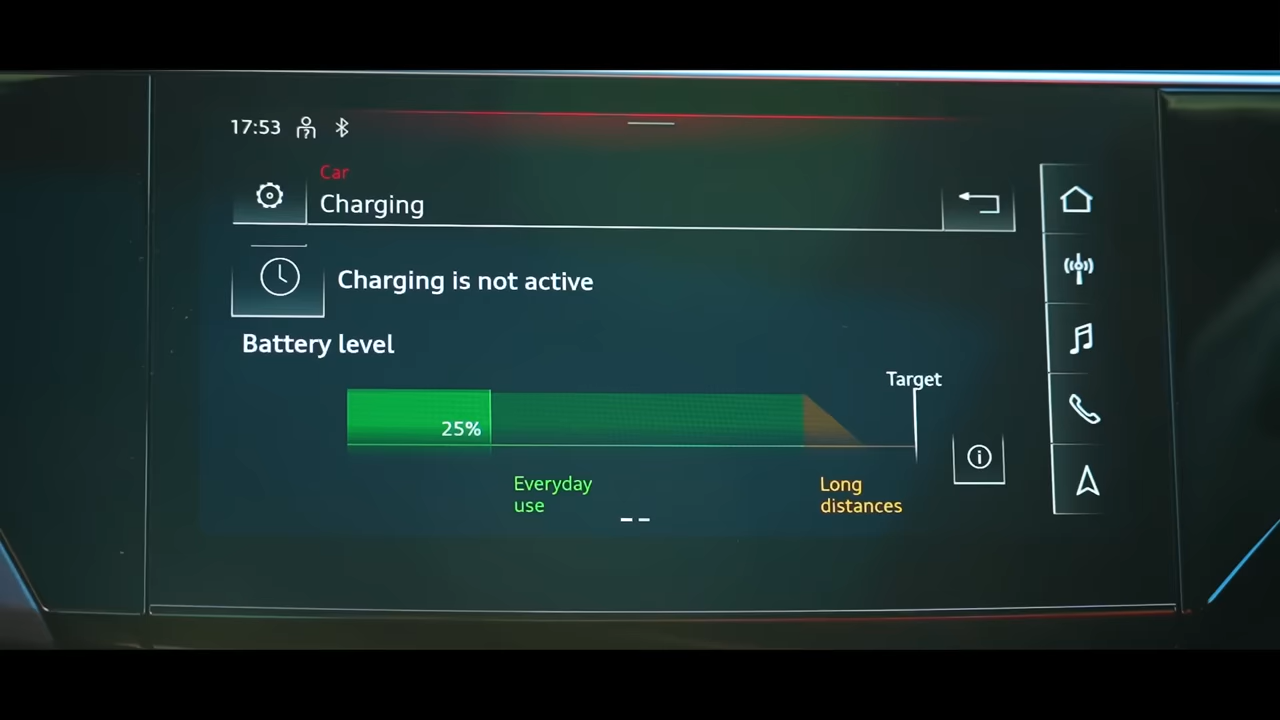 17:53
Car
Charging
Charging is not active
Battery level
Target
25%
Everyday
use
Long
distances